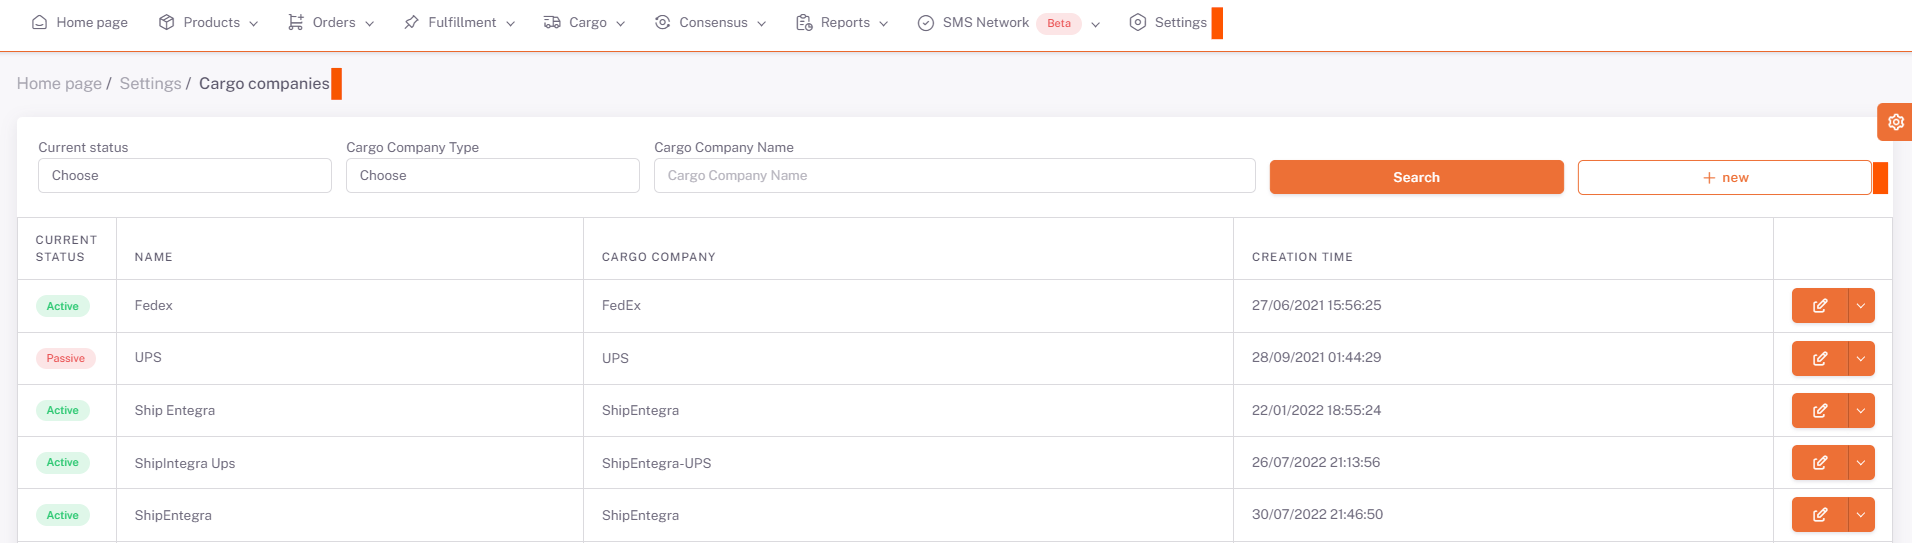 Home page Products Orders Fulfillment Cargo Consensus Reports SMS Network Beta Settings
Home page / Settings / Cargo companies
Current status Cargo Company Type Cargo Company Name
Choose Choose Cargo Company Name Search + new
CURRENT STATUS NAME CARGO COMPANY CREATION TIME
Active Fedex FedEx 27/06/2021 15:56:25
Passive UPS UPS 28/09/2021 01:44:29
Active Ship Entegra ShipEntegra 22/01/2022 18:55:24
Active ShipIntegra Ups ShipEntegra-UPS 26/07/2022 21:13:56
Active ShipEntegra ShipEntegra 30/07/2022 21:46:50